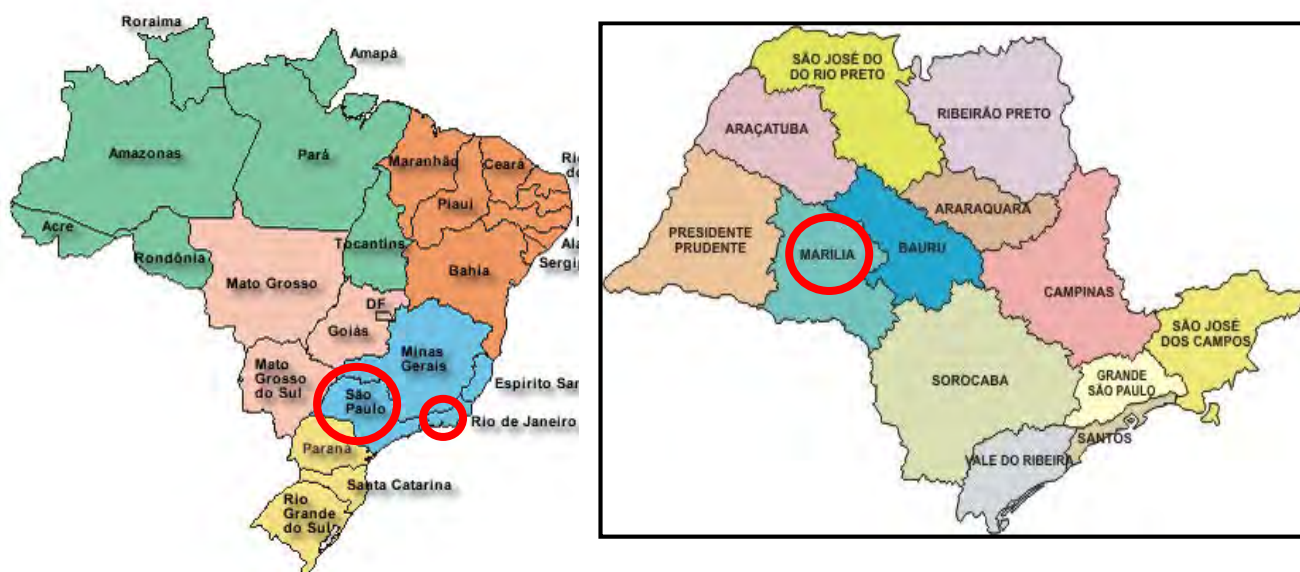 Roraima
Amapá
Amazonas
Pará
Maranhão
Ceará
Piauí
Acre
Rondônia
Tocantins
Bahia
Sergip
Mato Grosso
DF
Goiás
Minas
Gerais
Mato
Grosso
do Sul
São
Paulo
Espirito San
Rio de Janeiro
Paraná
Santa Catarina
Rio
Grande
do Sul
SÃO JOSÉ DO
DO RIO PRETO
RIBEIRÃO PRETO
ARAÇATUBA
ARARAQUARA
PRESIDENTE
PRUDENTE
MARÍLIA
BAURU
CAMPINAS
SÃO JOSÉ
DOS CAMPOS
SOROCABA
GRANDE
SÃO PAULO
SANTOS
VALE DO RIBEIRA